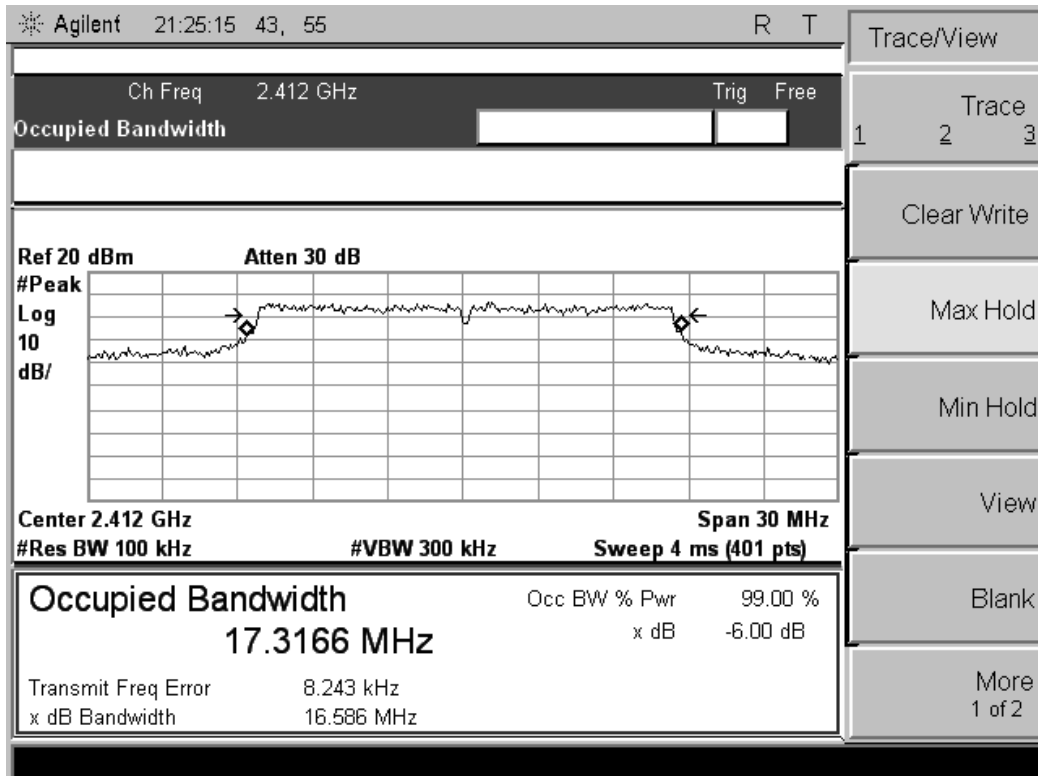 Agilent 21:25:15 43, 55 R T
Ch Freq 2.412 GHz Trig Free
Occupied Bandwidth
Ref 20 dBm Atten 30 dB
#Peak
Log
10
dB/
Center 2.412 GHz Span 30 MHz
#Res BW 100 kHz #VBW 300 kHz Sweep 4 ms (401 pts)
Occupied Bandwidth
17.3166 MHz
Occ BW % Pwr 99.00 %
x dB -6.00 dB
Transmit Freq Error 8.243 kHz
x dB Bandwidth 16.586 MHz
Trace/View
Trace
1 2 3
Clear Write
Max Hold
Min Hold
View
Blank
More
1 of 2